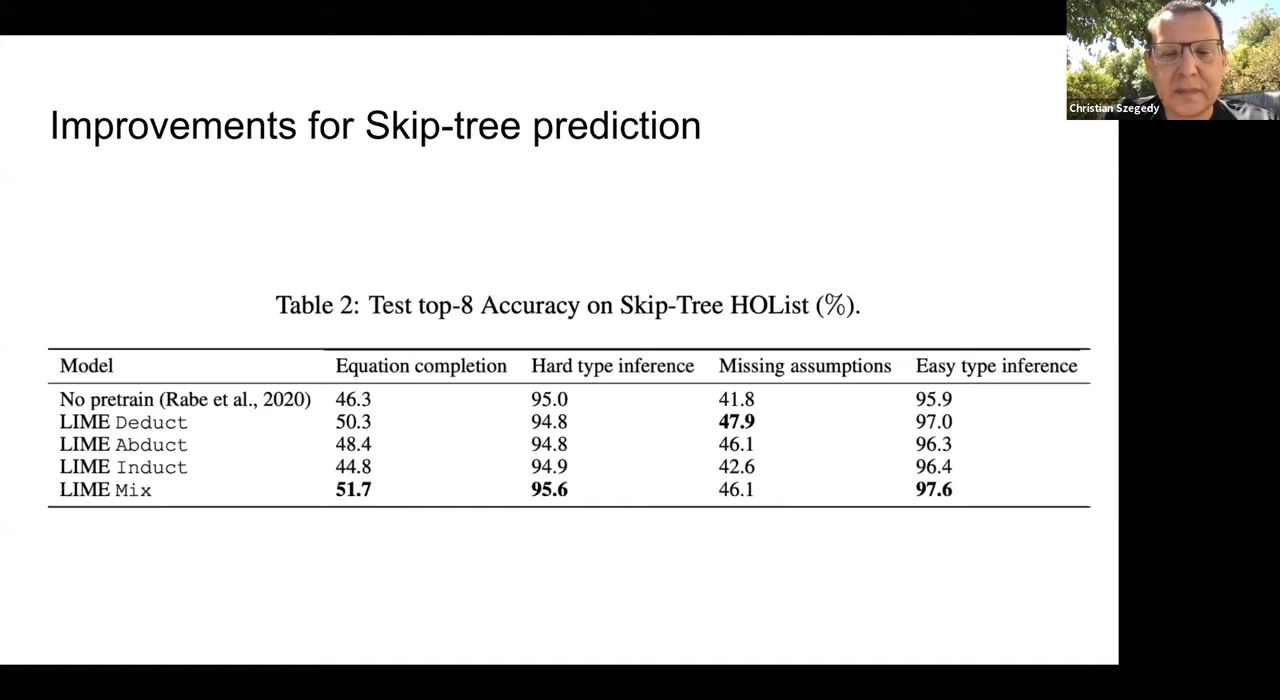 Christian Szegedy
Improvements for Skip-tree prediction
Table 2: Test top-8 Accuracy on Skip-Tree HOList (%).
Model Equation completion Hard type inference Missing assumptions Easy type inference
No pretrain (Rabe et al., 2020) 46.3 95.0 41.8 95.9
LIME Deduct 50.3 94.8 47.9 97.0
LIME Abduct 48.4 94.8 46.1 96.3
LIME Induct 44.8 94.9 42.6 96.4
LIME Mix 51.7 95.6 46.1 97.6